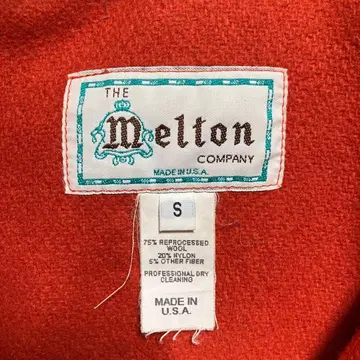 THE
Melton
COMPANY
MADE IN U.S.A.
S
75% REPROCESSED
WOOL
20% NYLON
5% OTHER FIBER
PROFESSIONAL DRY
CLEANING
MADE IN
U.S.A.